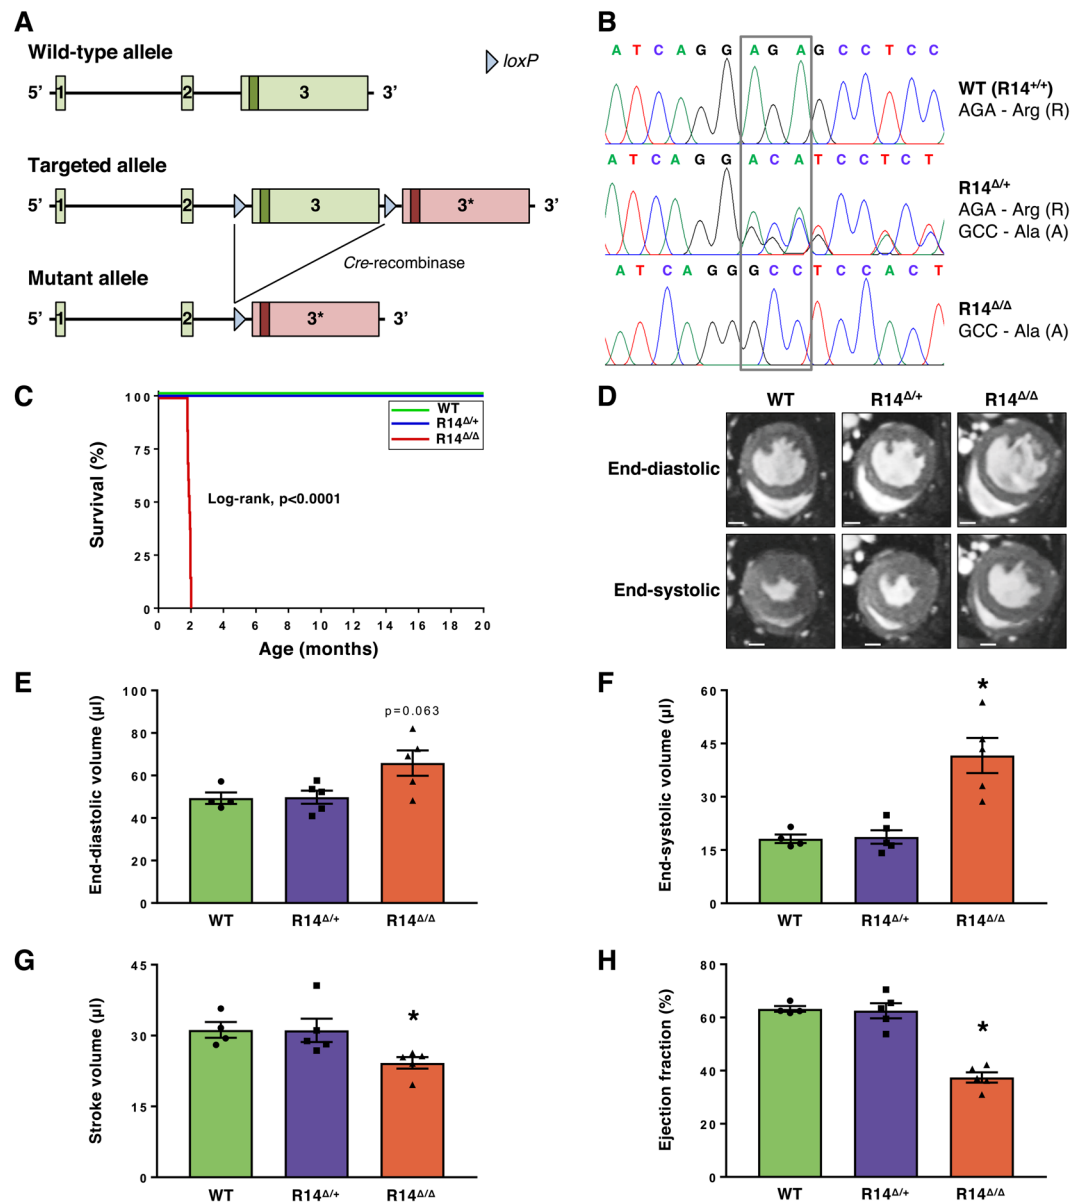 A
Wild-type allele
loxP
5’ 1 2 3 3’
Targeted allele
5’ 1 2 3 3* 3’
Cre-recombinase
Mutant allele
5’ 1 2 3* 3’
B
A T C A G G A G A G C C T C C
WT (R14+/+)
AGA - Arg (R)
A T C A G G A C A T C C T C T
R14Δ/+
AGA - Arg (R)
GCC - Ala (A)
A T C A G G G C C T C C A C T
R14Δ/Δ
GCC - Ala (A)
C
Survival (%)
100
75
50
25
0
WT
R14Δ/+
R14Δ/Δ
Log-rank, p<0.0001
0 2 4 6 8 10 12 14 16 18 20
Age (months)
D
WT R14Δ/+ R14Δ/Δ
End-diastolic
End-systolic
E
End-diastolic volume (µl)
100
80
60
40
20
0
p=0.063
WT R14Δ/+ R14Δ/Δ
F
End-systolic volume (µl)
60
45
30
15
0
*
WT R14Δ/+ R14Δ/Δ
G
Stroke volume (µl)
45
30
15
0
*
WT R14Δ/+ R14Δ/Δ
H
Ejection fraction (%)
80
60
40
20
0
*
WT R14Δ/+ R14Δ/Δ